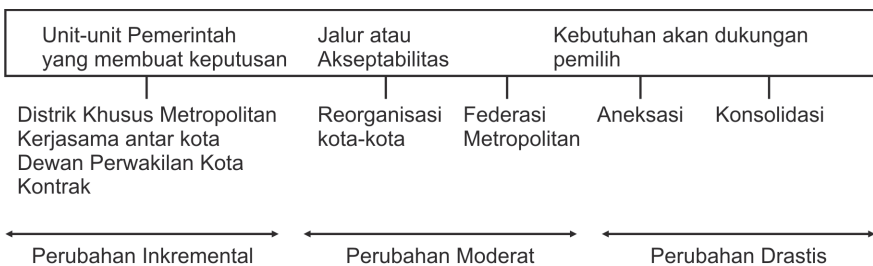 Unit-unit Pemerintah
yang membuat keputusan
Jalur atau
Akseptabilitas
Kebutuhan akan dukungan
pemilih
Distrik Khusus Metropolitan
Kerjasama antar kota
Dewan Perwakilan Kota
Kontrak
Reorganisasi
kota-kota
Federasi
Metropolitan
Aneksasi
Konsolidasi
Perubahan Inkremental
Perubahan Moderat
Perubahan Drastis